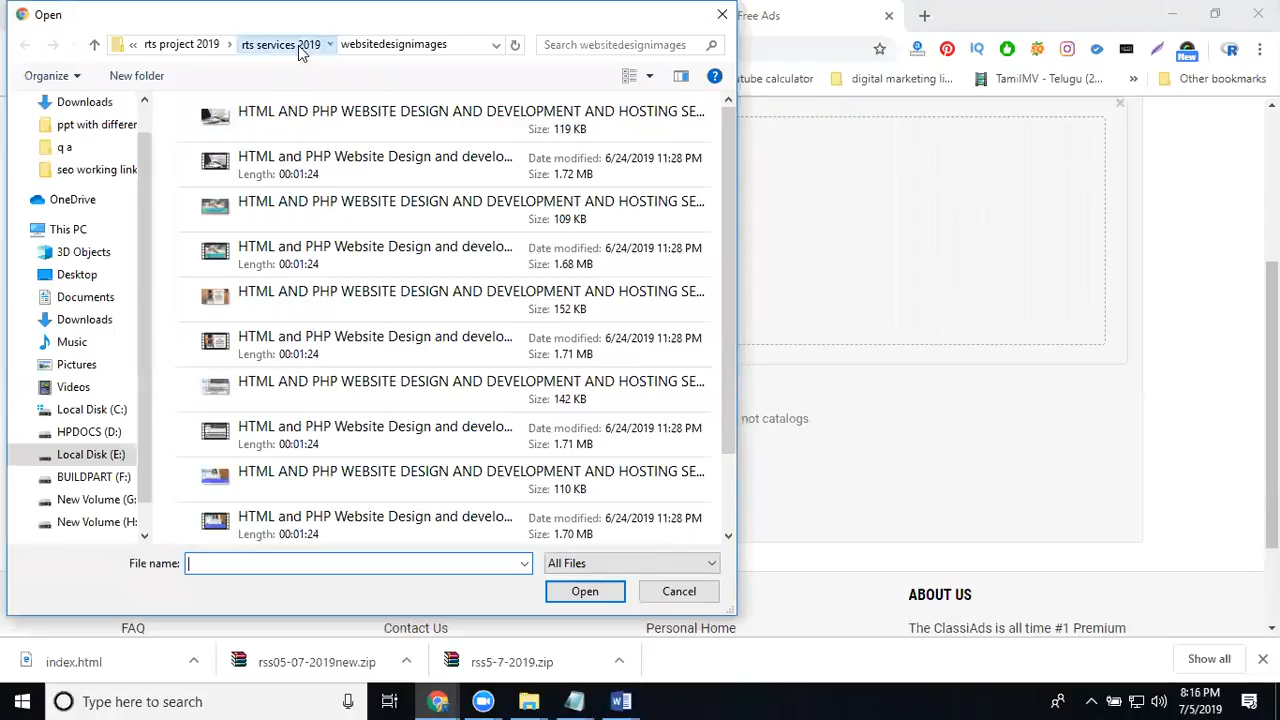 Open
Free Ads
rts project 2019
rts services 2019
websitedesignimages
Search websitedesignimages
Organize
New folder
utube calculator
digital marketing li...
TamilMV - Telugu (2...
Other bookmarks
New
Downloads
ppt with differer
q a
seo working link
OneDrive
This PC
3D Objects
Desktop
Documents
Downloads
Music
Pictures
Videos
Local Disk (C:)
HPDOCS (D:)
Local Disk (E:)
BUILDPART (F:)
New Volume (G:
New Volume (H:
HTML AND PHP WEBSITE DESIGN AND DEVELOPMENT AND HOSTING SE...
Size: 119 KB
HTML and PHP Website Design and develo... Date modified: 6/24/2019 11:28 PM
Length: 00:01:24 Size: 1.72 MB
HTML AND PHP WEBSITE DESIGN AND DEVELOPMENT AND HOSTING SE...
Size: 109 KB
HTML and PHP Website Design and develo... Date modified: 6/24/2019 11:28 PM
Length: 00:01:24 Size: 1.68 MB
HTML AND PHP WEBSITE DESIGN AND DEVELOPMENT AND HOSTING SE...
Size: 152 KB
HTML and PHP Website Design and develo... Date modified: 6/24/2019 11:28 PM
Length: 00:01:24 Size: 1.71 MB
HTML AND PHP WEBSITE DESIGN AND DEVELOPMENT AND HOSTING SE...
Size: 142 KB
HTML and PHP Website Design and develo... Date modified: 6/24/2019 11:28 PM
Length: 00:01:24 Size: 1.71 MB
HTML AND PHP WEBSITE DESIGN AND DEVELOPMENT AND HOSTING SE...
Size: 110 KB
HTML and PHP Website Design and develo... Date modified: 6/24/2019 11:28 PM
Length: 00:01:24 Size: 1.70 MB
File name:
All Files
Open
Cancel
not catalogs
ABOUT US
FAQ
Contact Us
Personal Home
The ClassiAds is all time #1 Premium
index.html
rss05-07-2019new.zip
rss5-7-2019.zip
Show all
Type here to search
8:16 PM
7/5/2019